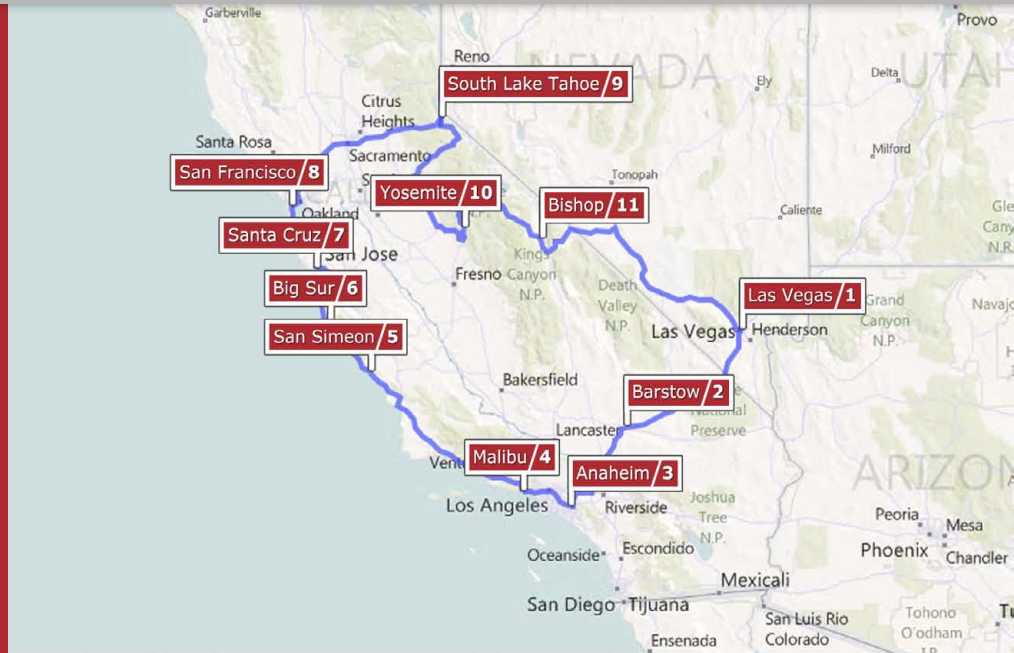 Garberville
Provo
Reno
NEVADA
UTAH
South Lake Tahoe/9
Ely
Delta
Citrus
Heights
Santa Rosa
Sacramento
Milford
San Francisco/8
Yosemite/10
Tonopah
Bishop/11
Caliente
Oakland
Santa Cruz/7
San Jose
Kings
Canyon
N.P.
Fresno
Big Sur/6
Death
Valley
N.P.
Las Vegas/1
Grand
Canyon
N.P.
Las Vegas
Henderson
San Simeon/5
Bakersfield
Barstow/2
National
Preserve
Lancaster
Malibu/4
Anaheim/3
ARIZON
Los Angeles
Riverside
Joshua
Tree
N.P.
Peoria
Mesa
Phoenix
Chandler
Oceanside
Escondido
Mexicali
San Diego
Tijuana
San Luis Rio
Colorado
Tohono
O'odham
Ensenada